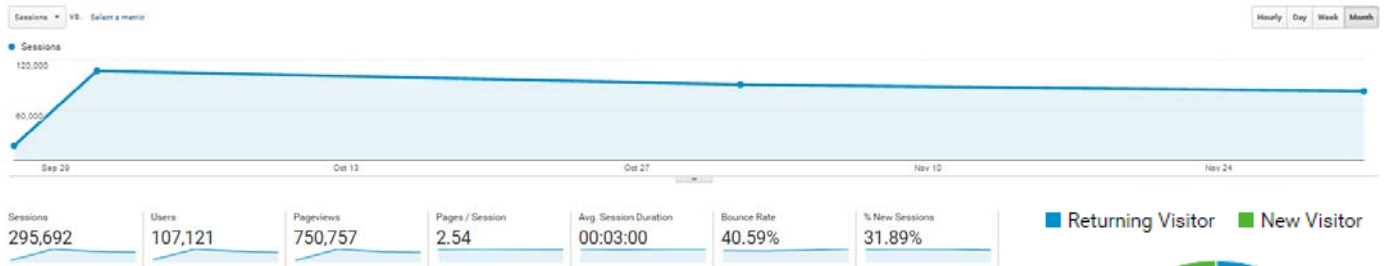 Sessions VS. Select a metric
Hourly Day Week Month
Sessions
120,000
60,000
Sep 29 Oct 13 Oct 27 Nov 10 Nov 24
Sessions Users Pageviews Pages / Session Avg. Session Duration Bounce Rate % New Sessions
295,692 107,121 750,757 2.54 00:03:00 40.59% 31.89%
Returning Visitor New Visitor